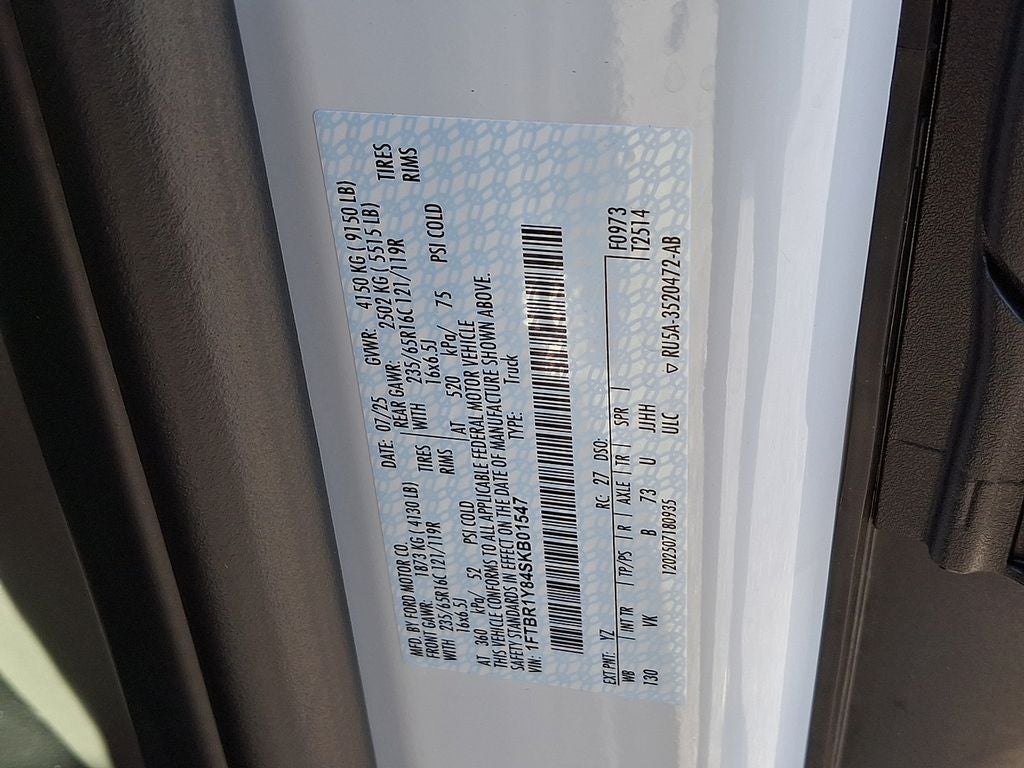 MFD. BY FORD MOTOR CO. DATE: 07/25 GVWR: 4150 KG ( 9150 LB)
FRONT GAWR: 1873 KG ( 4130 LB) REAR GAWR: 2502 KG ( 5515 LB)
WITH 235/65R16C 121/119R TIRES WITH 235/65R16C 121/119R TIRES
16x6.5J RIMS 16x6.5J RIMS
AT 360 kPa/ 52 PSI COLD AT 520 kPa/ 75 PSI COLD
THIS VEHICLE CONFORMS TO ALL APPLICABLE FEDERAL MOTOR VEHICLE
SAFETY STANDARDS IN EFFECT ON THE DATE OF MANUFACTURE SHOWN ABOVE.
VIN: 1FTBR1Y84SKB01547 TYPE: Truck
EXT PNT: YZ RC: 27 DSO: F0973
WB INT TR TP/PS R AXLE TR SPR T2514
130 VK B 73 U JJHH
1202507180935 ULC ▽ RU5A-3520472-AB